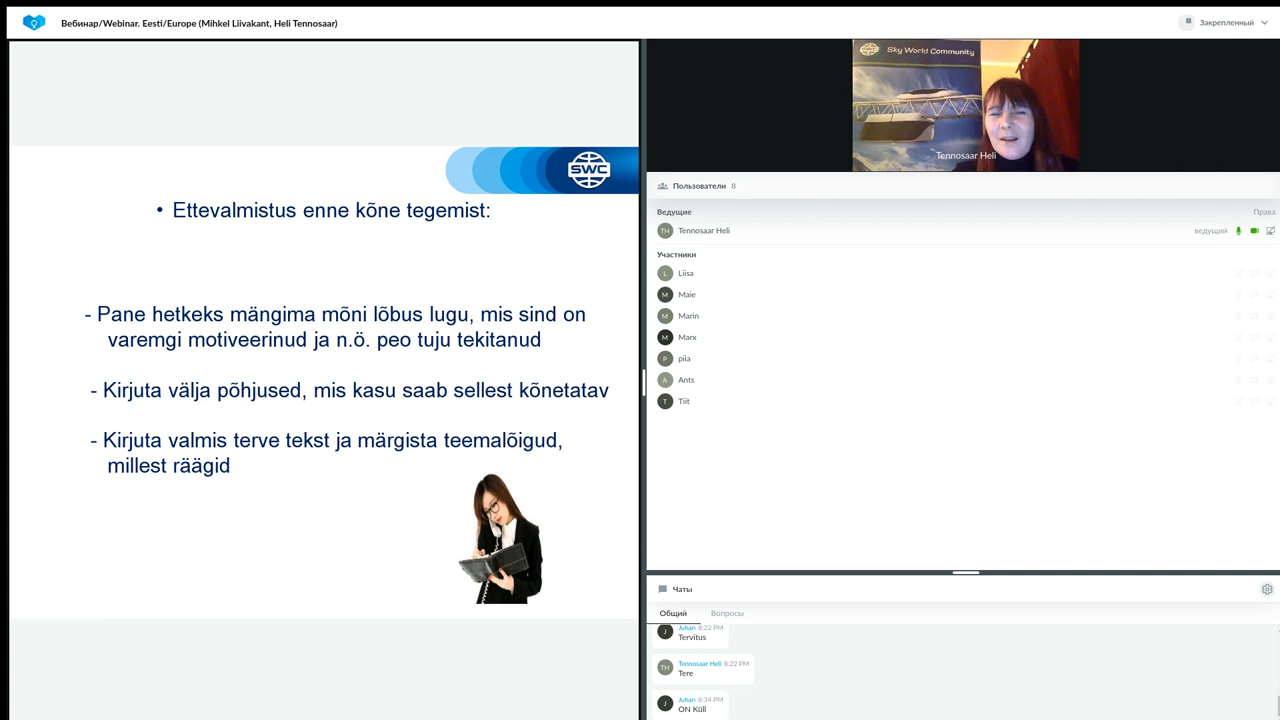 Вебинар/Webinar. Eesti/Europe (Mihkel Liivakant, Heli Tennosaar)
Закрепленный
SWC
• Ettevalmistus enne kõne tegemist:
- Pane hetkeks mängima mõni lõbus lugu, mis sind on
varemgi motiveerinud ja n.ö. peo tuju tekitanud
- Kirjuta välja põhjused, mis kasu saab sellest kõnetatav
- Kirjuta valmis terve tekst ja märgista teemalõigud,
millest räägid
Sky World Community
Tennosaar Heli
Пользователи 8
Ведущие Права
TH Tennosaar Heli ведущий
Участники
L Liisa
M Maie
M Marin
M Marx
P piia
A Ants
T Tiit
Чаты
Общий Вопросы
J Juhan 8:22 PM
Tervitus
TH Tennosaar Heli 8:22 PM
Tere
J Juhan 8:34 PM
ON Küll